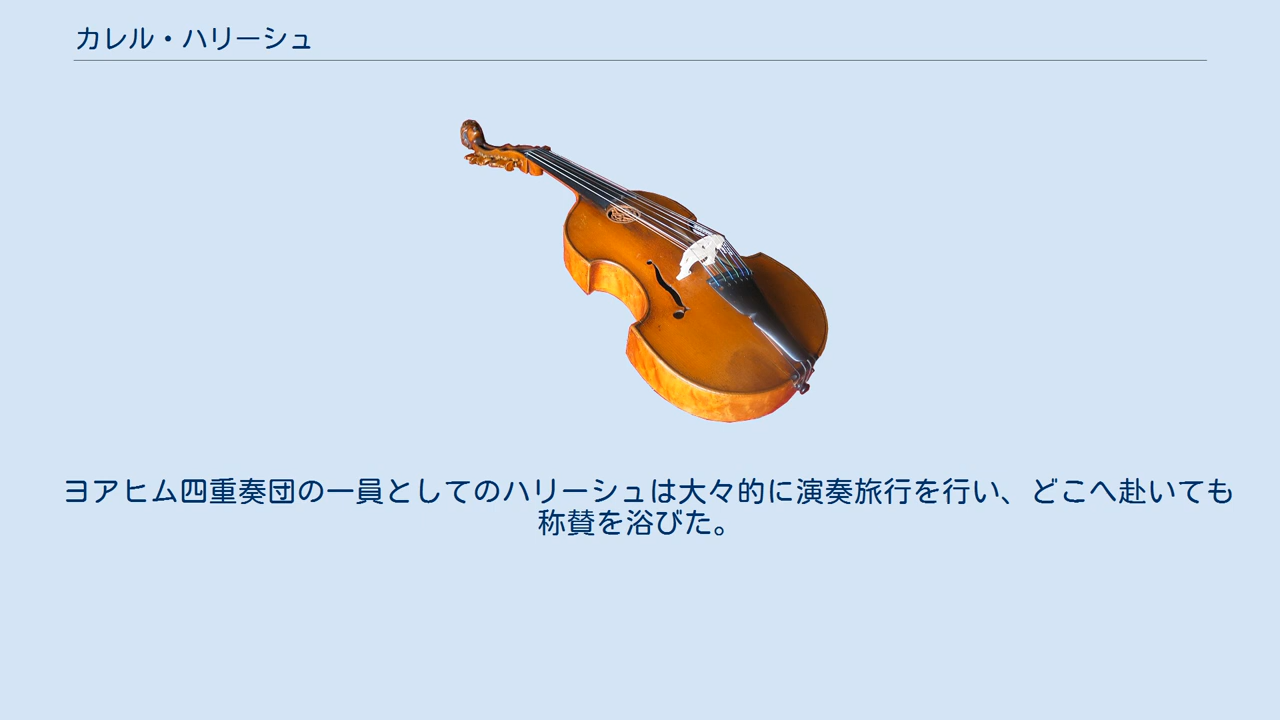 カレル・ハリーシュ
ヨアヒム四重奏団の一員としてのハリーシュは大々的に演奏旅行を行い、どこへ赴いても
称賛を浴びた。